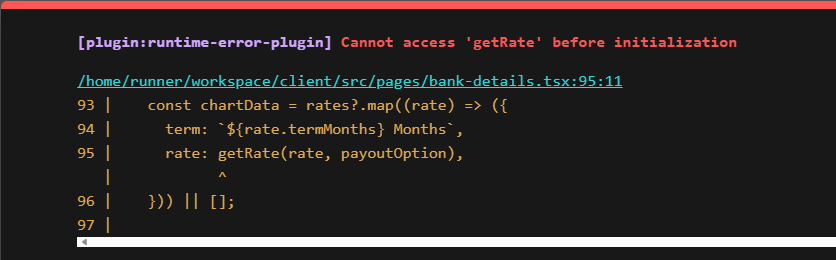 [plugin:runtime-error-plugin] Cannot access 'getRate' before initialization
/home/runner/workspace/client/src/pages/bank-details.tsx:95:11
93 |    const chartData = rates?.map((rate) => ({
94 |      term: `${rate.termMonths} Months`,
95 |      rate: getRate(rate, payoutOption),
   |            ^
96 |    })) || [];
97 |